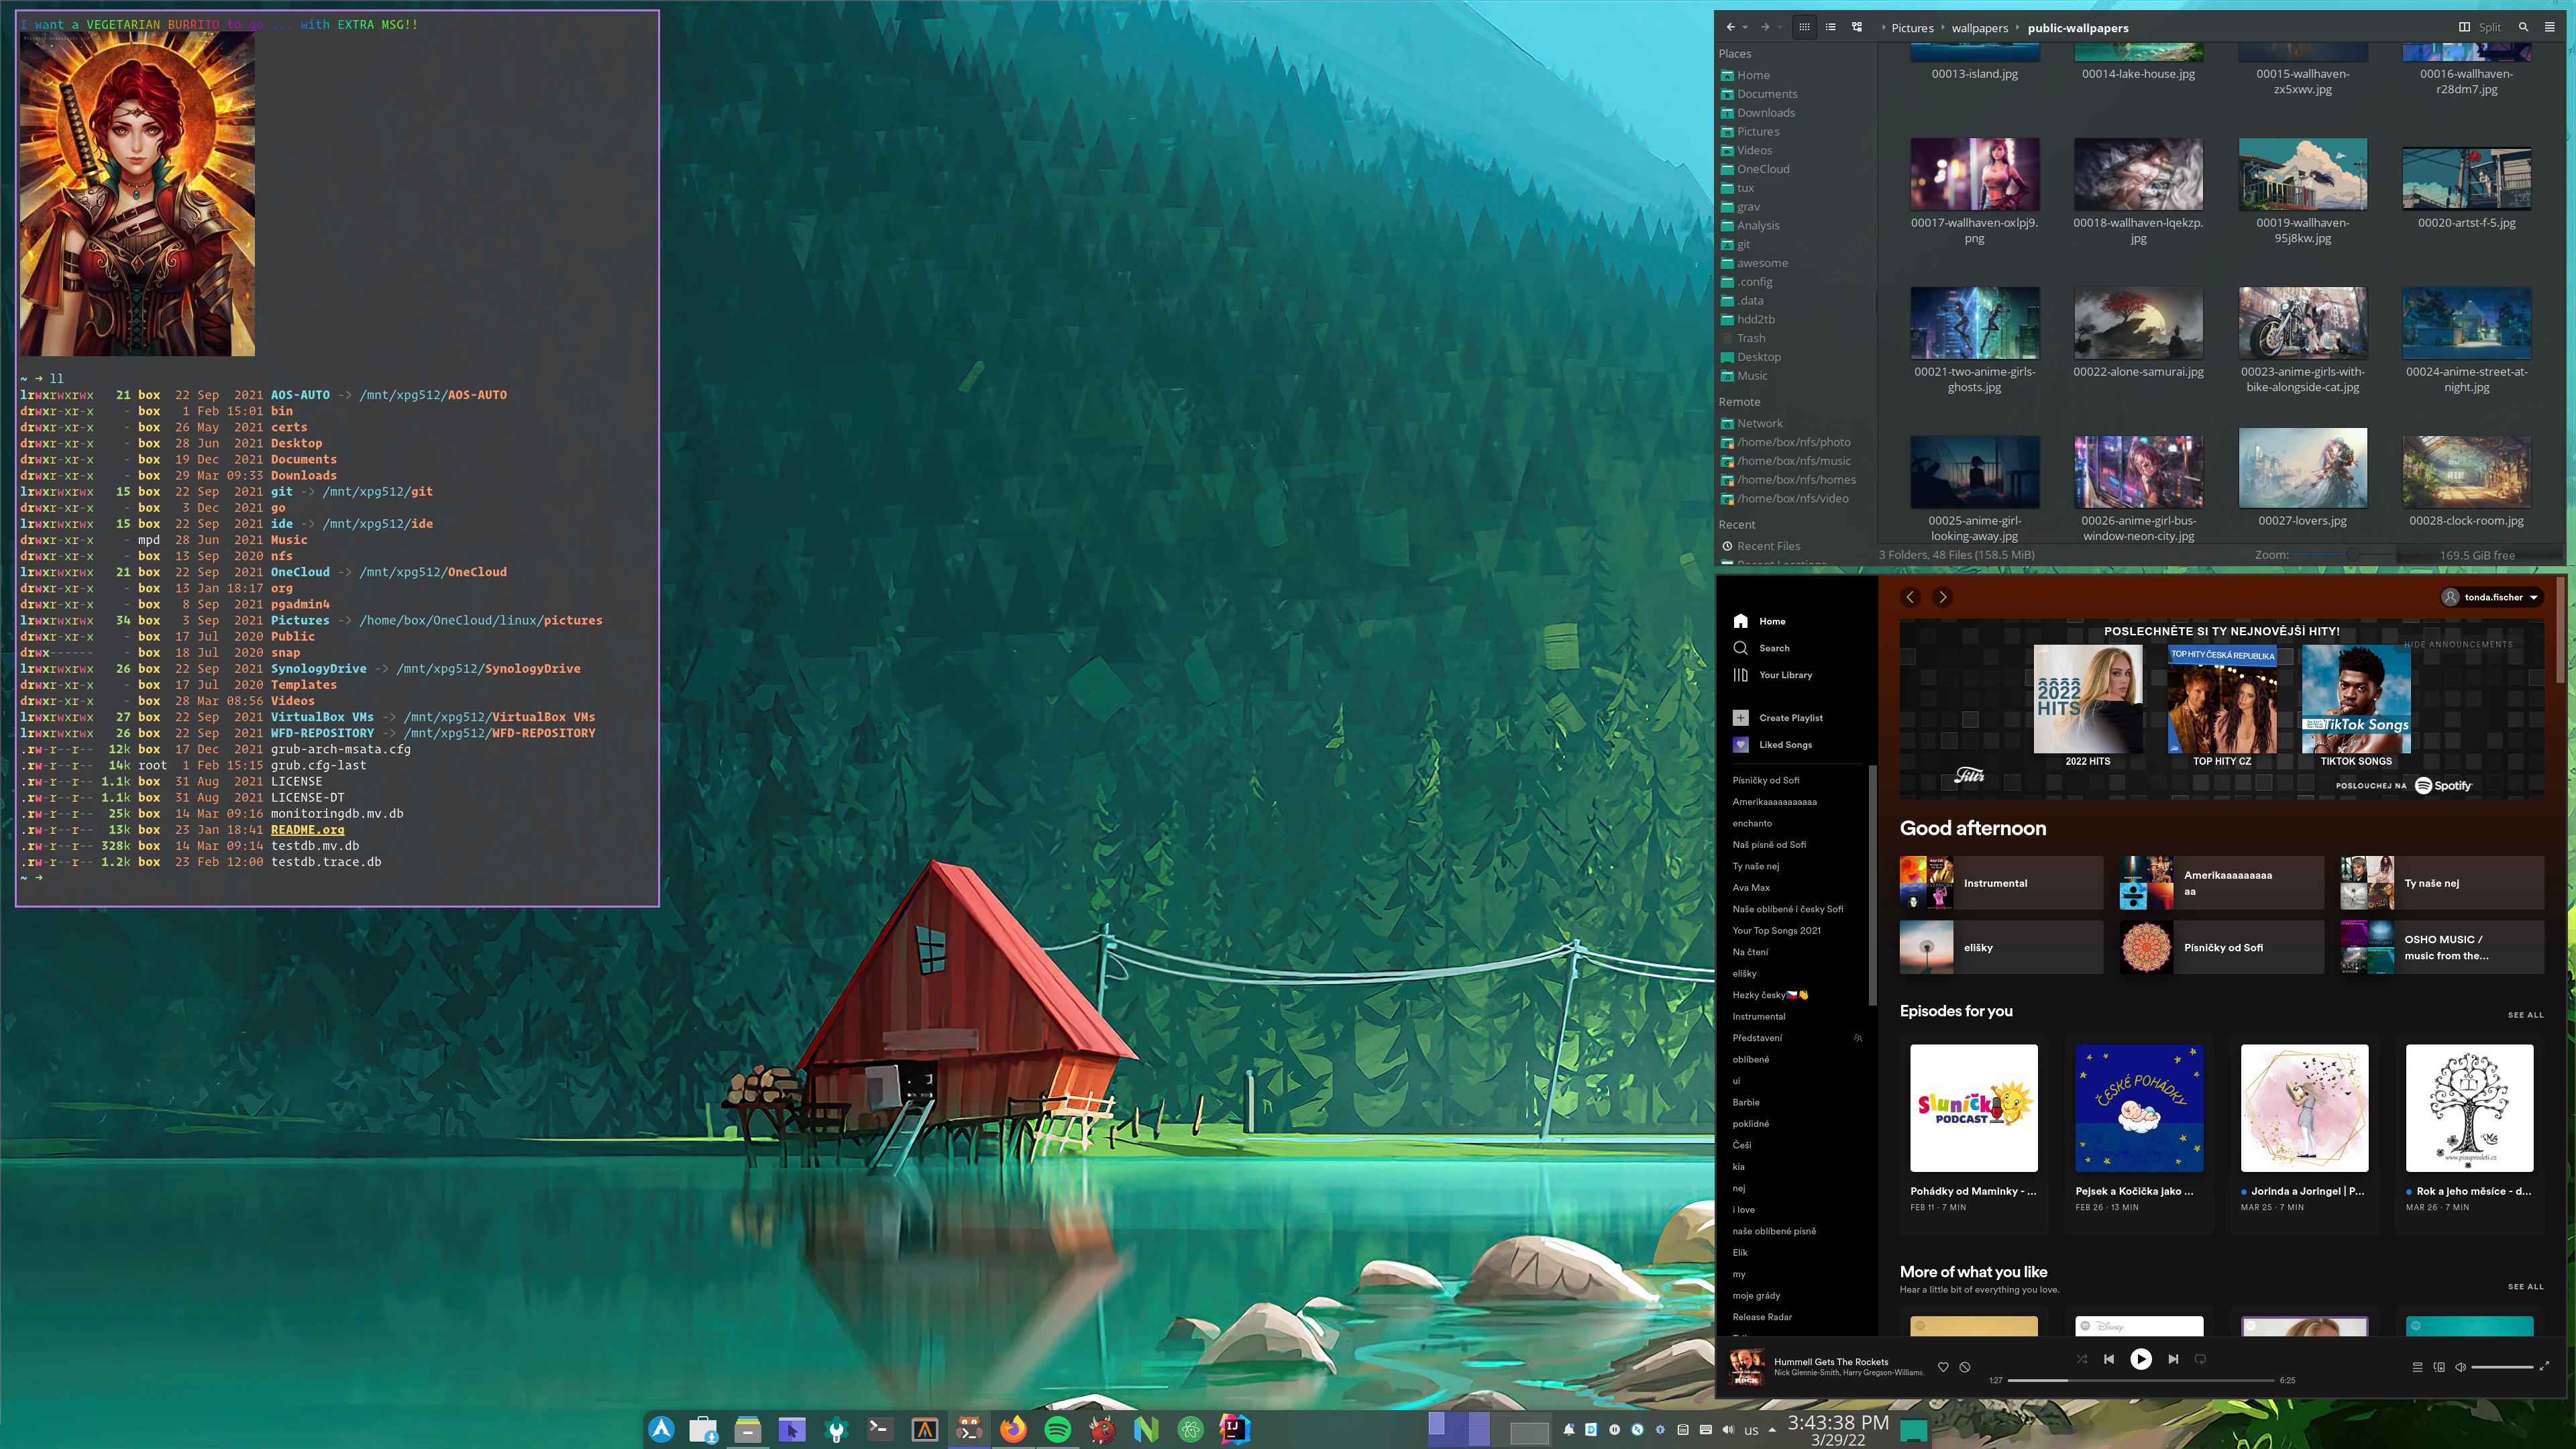 I want a VEGETARIAN BURRITO to go ... with EXTRA MSG!!
~ ➜ ll
lrwxrwxrwx 21 box 22 Sep 2021 AOS-AUTO -> /mnt/xpg512/AOS-AUTO
drwxr-xr-x - box 1 Feb 15:01 bin
drwxr-xr-x - box 26 May 2021 certs
drwxr-xr-x - box 28 Jun 2021 Desktop
drwxr-xr-x - box 19 Dec 2021 Documents
drwxr-xr-x - box 29 Mar 09:33 Downloads
lrwxrwxrwx 15 box 22 Sep 2021 git -> /mnt/xpg512/git
drwxr-xr-x - box 3 Dec 2021 go
lrwxrwxrwx 15 box 22 Sep 2021 ide -> /mnt/xpg512/ide
drwxr-xr-x - mpd 28 Jun 2021 Music
drwxr-xr-x - box 13 Sep 2020 nfs
lrwxrwxrwx 21 box 22 Sep 2021 OneCloud -> /mnt/xpg512/OneCloud
drwxr-xr-x - box 13 Jan 18:17 org
drwxr-xr-x - box 8 Sep 2021 pgadmin4
lrwxrwxrwx 34 box 3 Sep 2021 Pictures -> /home/box/OneCloud/linux/pictures
drwxr-xr-x - box 17 Jul 2020 Public
drwx------ - box 18 Jul 2020 snap
lrwxrwxrwx 26 box 22 Sep 2021 SynologyDrive -> /mnt/xpg512/SynologyDrive
drwxr-xr-x - box 17 Jul 2020 Templates
drwxr-xr-x - box 28 Mar 08:56 Videos
lrwxrwxrwx 27 box 22 Sep 2021 VirtualBox VMs -> /mnt/xpg512/VirtualBox VMs
lrwxrwxrwx 26 box 22 Sep 2021 WFD-REPOSITORY -> /mnt/xpg512/WFD-REPOSITORY
.rw-r--r-- 12k box 17 Dec 2021 grub-arch-msata.cfg
.rw-r--r-- 14k root 1 Feb 15:15 grub.cfg-last
.rw-r--r-- 1.1k box 31 Aug 2021 LICENSE
.rw-r--r-- 1.1k box 31 Aug 2021 LICENSE-DT
.rw-r--r-- 25k box 14 Mar 09:16 monitoringdb.mv.db
.rw-r--r-- 13k box 23 Jan 18:41 README.org
.rw-r--r-- 328k box 14 Mar 09:14 testdb.mv.db
.rw-r--r-- 1.2k box 23 Feb 12:00 testdb.trace.db
~ ➜
Pictures wallpapers public-wallpapers
Split
Places
Home
Documents
Downloads
Pictures
Videos
OneCloud
tux
grav
Analysis
git
awesome
.config
.data
hdd2tb
Trash
Desktop
Music
Remote
Network
/home/box/nfs/photo
/home/box/nfs/music
/home/box/nfs/homes
/home/box/nfs/video
Recent
Recent Files
Recent Locations
00013-island.jpg
00014-lake-house.jpg
00015-wallhaven-
zx5xwv.jpg
00016-wallhaven-
r28dm7.jpg
00017-wallhaven-oxlpj9.
png
00018-wallhaven-lqekzp.
jpg
00019-wallhaven-
95j8kw.jpg
00020-artst-f-5.jpg
00021-two-anime-girls-
ghosts.jpg
00022-alone-samurai.jpg
00023-anime-girls-with-
bike-alongside-cat.jpg
00024-anime-street-at-
night.jpg
00025-anime-girl-
looking-away.jpg
00026-anime-girl-bus-
window-neon-city.jpg
00027-lovers.jpg
00028-clock-room.jpg
3 Folders, 48 Files (158.5 MiB)
Zoom:
169.5 GiB free
Home
Search
Your Library
Create Playlist
Liked Songs
Písničky od Sofi
Amerikaaaaaaaaaaa
enchanto
Naš písně od Sofi
Ty naše nej
Ava Max
Naše oblíbené i česky Sofi
Your Top Songs 2021
Na čtení
elišky
Hezky česky🇨🇿👏
Instrumental
Představení
oblíbené
ui
Barbie
poklidné
Češi
kia
nej
i love
naše oblíbené písně
Elík
my
moje grády
Release Radar
tonda.fischer
POSLECHNĚTE SI TY NEJNOVĚJŠÍ HITY!
HIDE ANNOUNCEMENTS
2022
HITS
TOP HITY ČESKÁ REPUBLIKA
TikTok Songs
2022 HITS
TOP HITY CZ
TIKTOK SONGS
Filtr
POSLOUCHEJ NA Spotify
Good afternoon
Instrumental
Amerikaaaaaaaaa
aa
Ty naše nej
elišky
Písničky od Sofi
OSHO MUSIC /
music from the...
Episodes for you
SEE ALL
Sluníčko
PODCAST
ČESKÉ POHÁDKY
www.pisuprodeti.cz
Pohádky od Maminky - ...
FEB 11 · 7 MIN
Pejsek a Kočička jako ...
FEB 26 · 13 MIN
Jorinda a Joringel | P...
MAR 25 · 7 MIN
Rok a jeho měsíce - d...
MAR 26 · 7 MIN
More of what you like
Hear a little bit of everything you love.
SEE ALL
Disney
Hummell Gets The Rockets
Nick Glennie-Smith, Harry Gregson-Williams.
1:27
6:25
IJ
us
3:43:38 PM
3/29/22